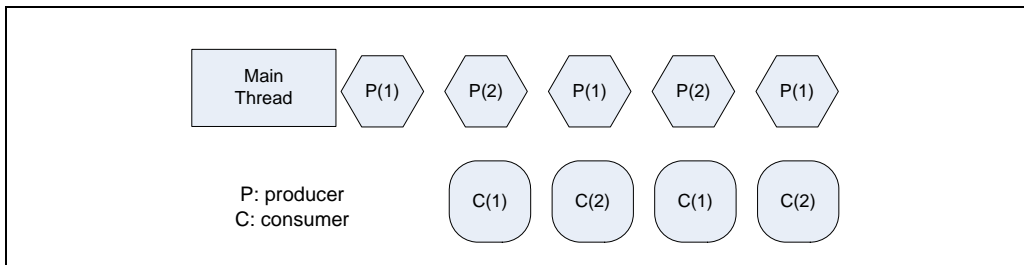 Main
Thread
P(1)
P(2)
P(1)
P(2)
P(1)
P: producer
C: consumer
C(1)
C(2)
C(1)
C(2)